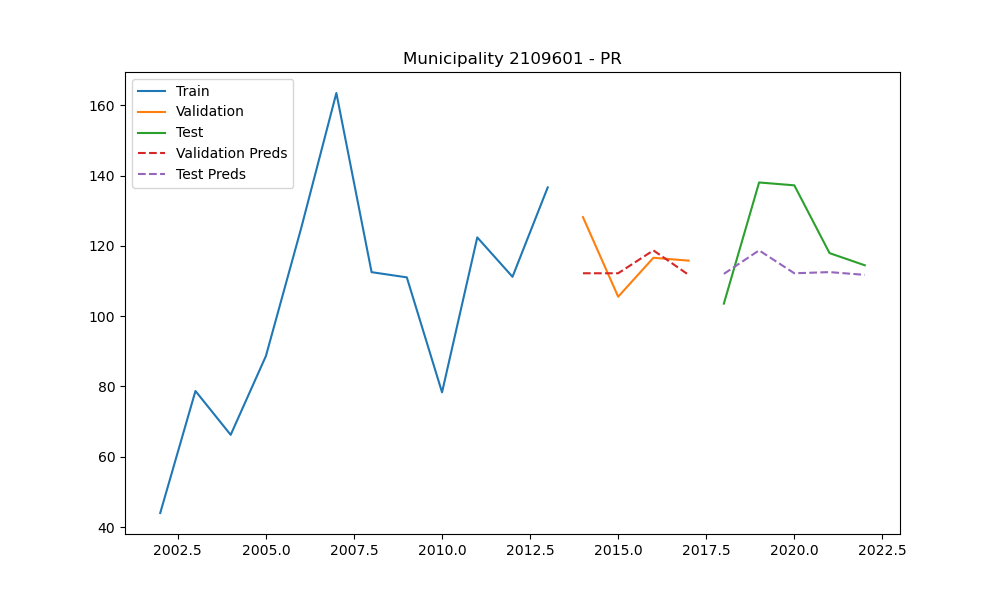 Municipality 2109601 - PR
Train
Validation
Test
Validation Preds
Test Preds
160
140
120
100
80
60
40
2002.5 2005.0 2007.5 2010.0 2012.5 2015.0 2017.5 2020.0 2022.5